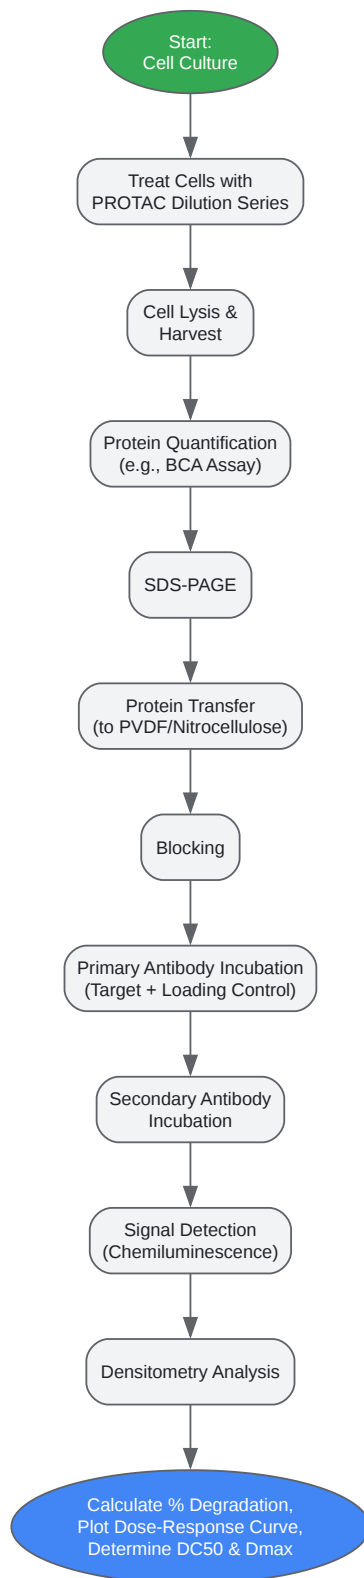 Start:
Cell Culture
Treat Cells with
PROTAC Dilution Series
Cell Lysis &
Harvest
Protein Quantification
(e.g., BCA Assay)
SDS-PAGE
Protein Transfer
(to PVDF/Nitrocellulose)
Blocking
Primary Antibody Incubation
(Target + Loading Control)
Secondary Antibody
Incubation
Signal Detection
(Chemiluminescence)
Densitometry Analysis
Calculate % Degradation,
Plot Dose-Response Curve,
Determine DC50 & Dmax